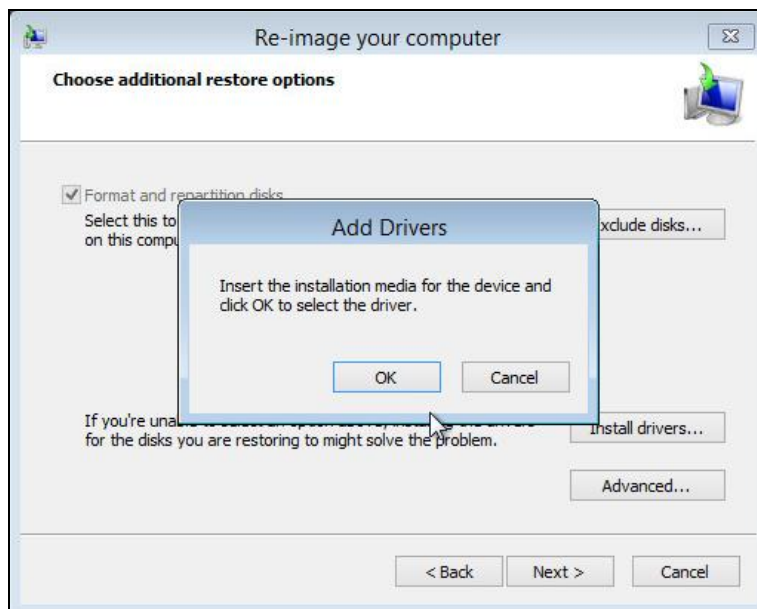 Re-image your computer
Choose additional restore options
Format and repartition disks
Select this to
on this compu
xclude disks...
Add Drivers
Insert the installation media for the device and
click OK to select the driver.
OK Cancel
If you're una
for the disks you are restoring to might solve the problem.
Install drivers...
Advanced...
< Back Next > Cancel